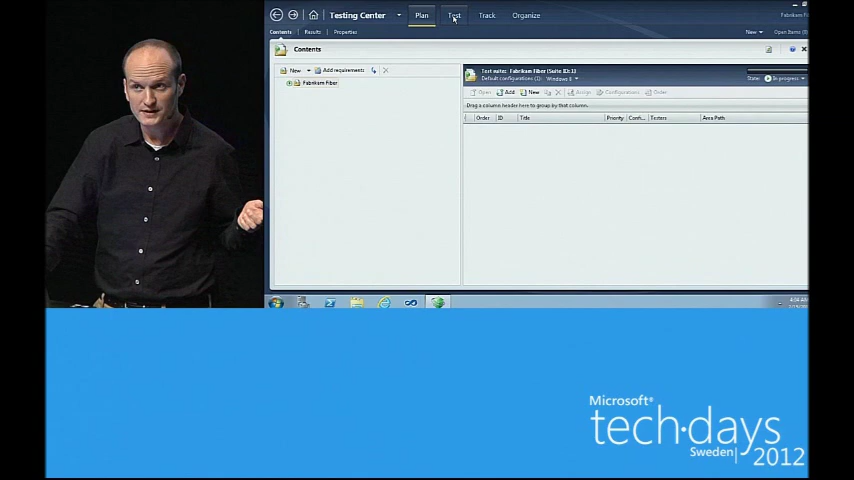 Testing Center
Plan
Test
Track
Organize
Contents
Results
Properties
New
Open Items (0)
Contents
New
Add requirements
Fabrikam Fiber
Test suite: Fabrikam Fiber (Suite ID:1)
Default configurations (1): Windows 8
State:
In progress
Open
Add
New
Assign
Configurations
Order
Drag a column header here to group by that column.
Order
ID
Title
Priority
Conf...
Testers
Area Path
Microsoft®
tech·days
Sweden|
2012